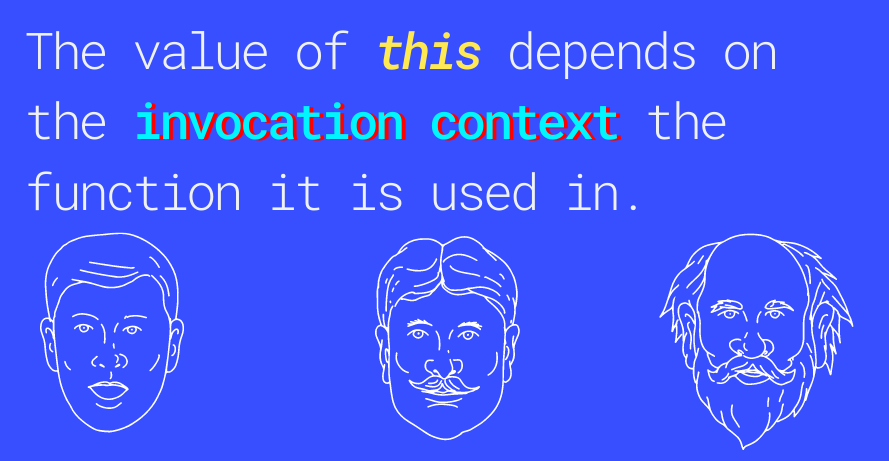 The value of this depends on
the invocation context the
function it is used in.